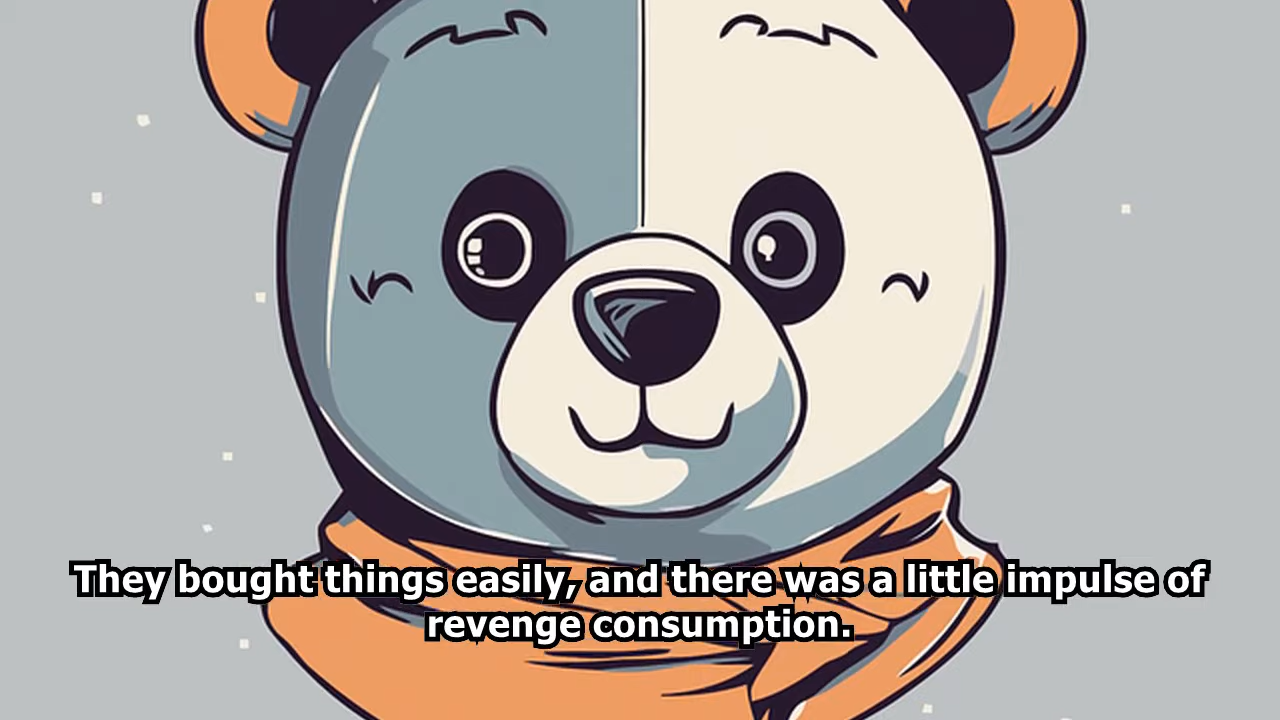 They bought things easily, and there was a little impulse of
revenge consumption.